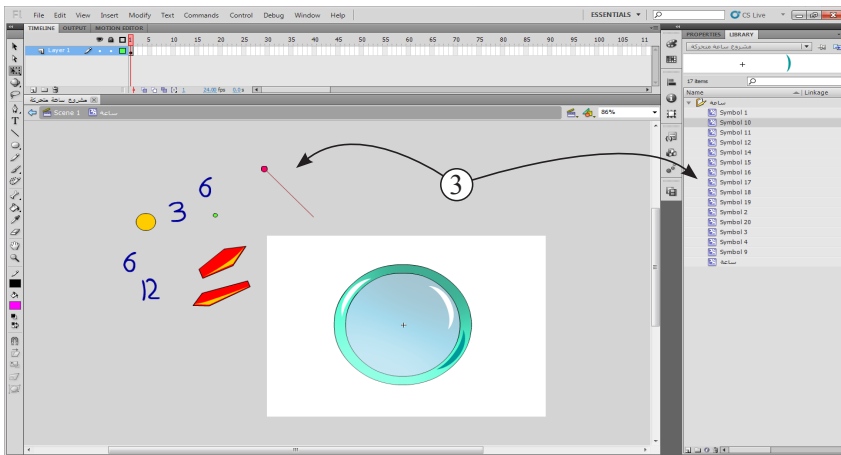 Fl File Edit View Insert Modify Text Commands Control Debug Window Help ESSENTIALS CS Live
TIMELINE OUTPUT MOTION EDITOR
1 5 10 15 20 25 30 35 40 45 50 55 60 65 70 75 80 85 90 95 100 105 11
Layer 1
1 24.00 fps 0.0 s
مشروع ساعة متحركة
Scene 1 ساعة 86%
3
6
3
6
12
PROPERTIES LIBRARY
مشروع ساعة متحركة
17 items
Name Linkage
ساعة
Symbol 1
Symbol 10
Symbol 11
Symbol 12
Symbol 14
Symbol 15
Symbol 16
Symbol 17
Symbol 18
Symbol 19
Symbol 2
Symbol 20
Symbol 3
Symbol 4
Symbol 9
ساعة